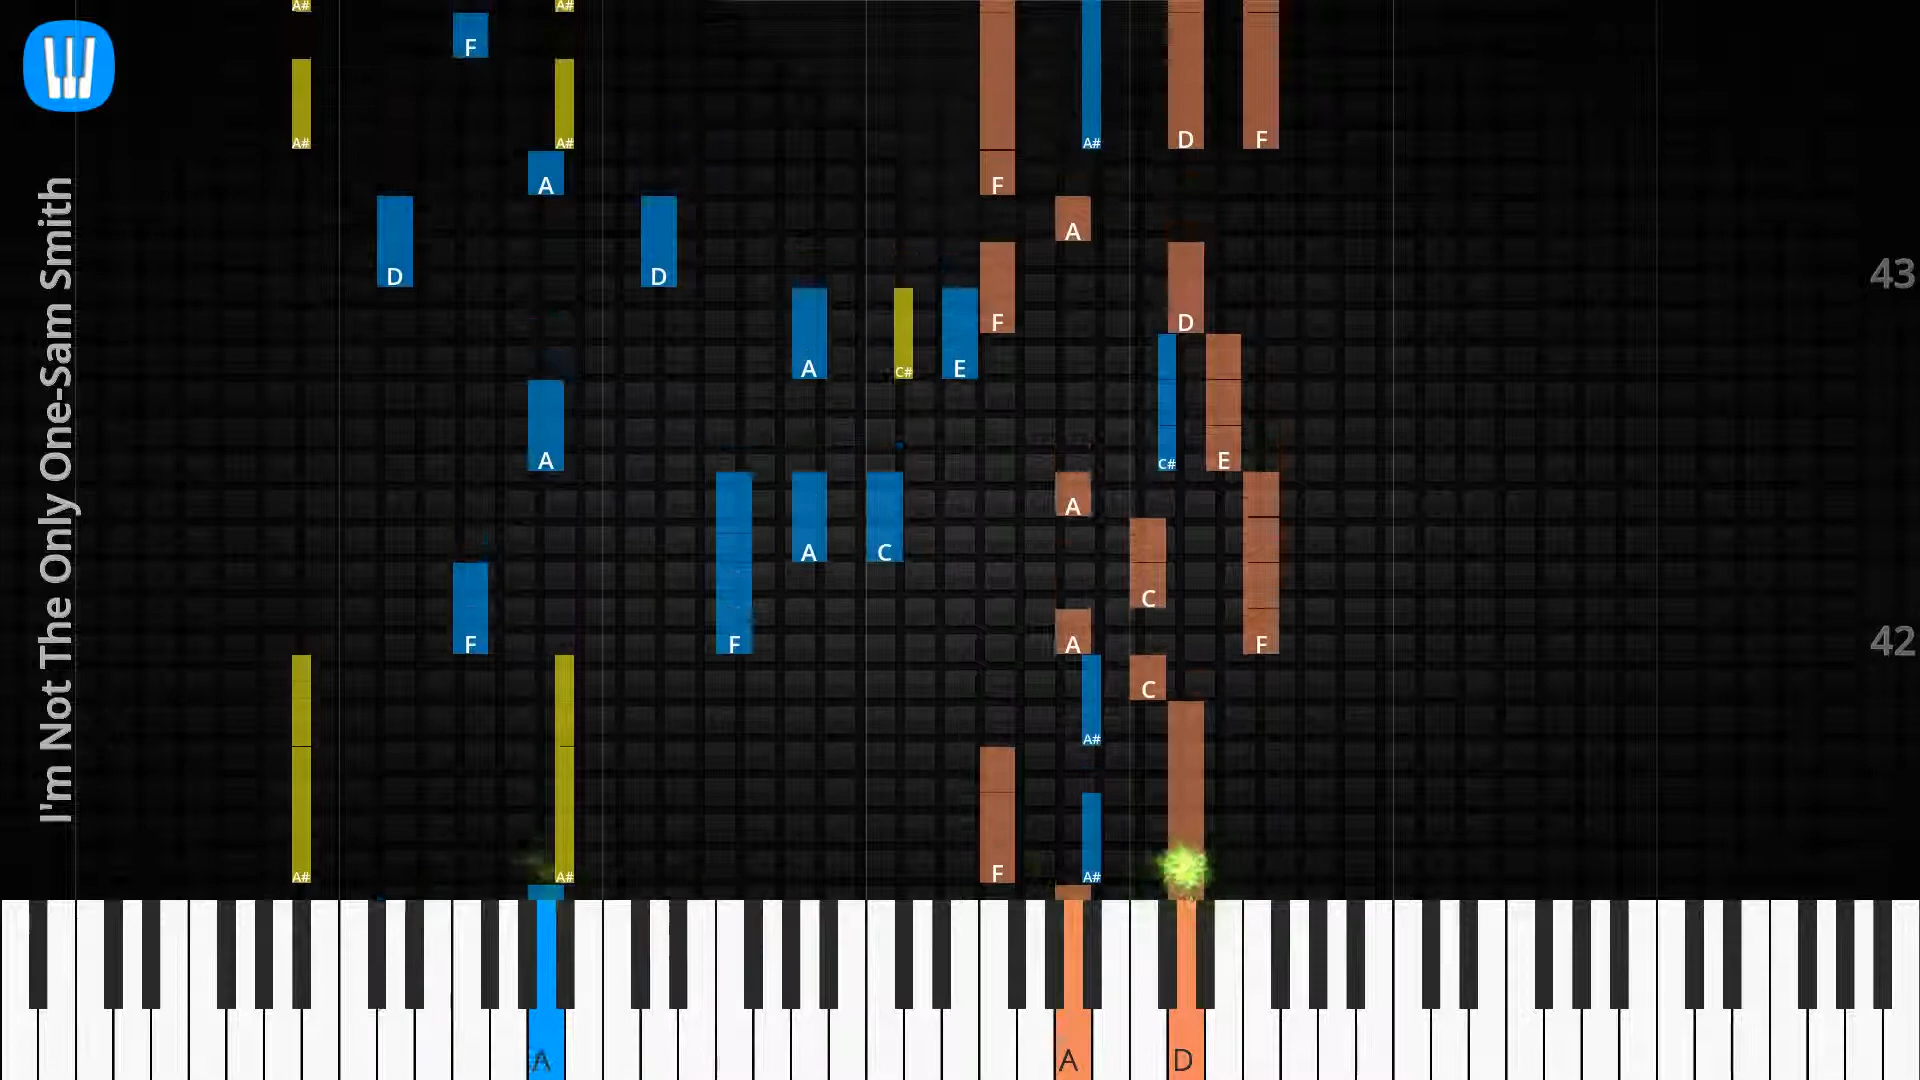 A# A#
F
A# A# A# D F
A F
D D A
F D
A C# E
A C# E
A
A C
C
F F A F
C
A#
F
A# A# A#
A A D
I'm Not The Only One-Sam Smith
43
42